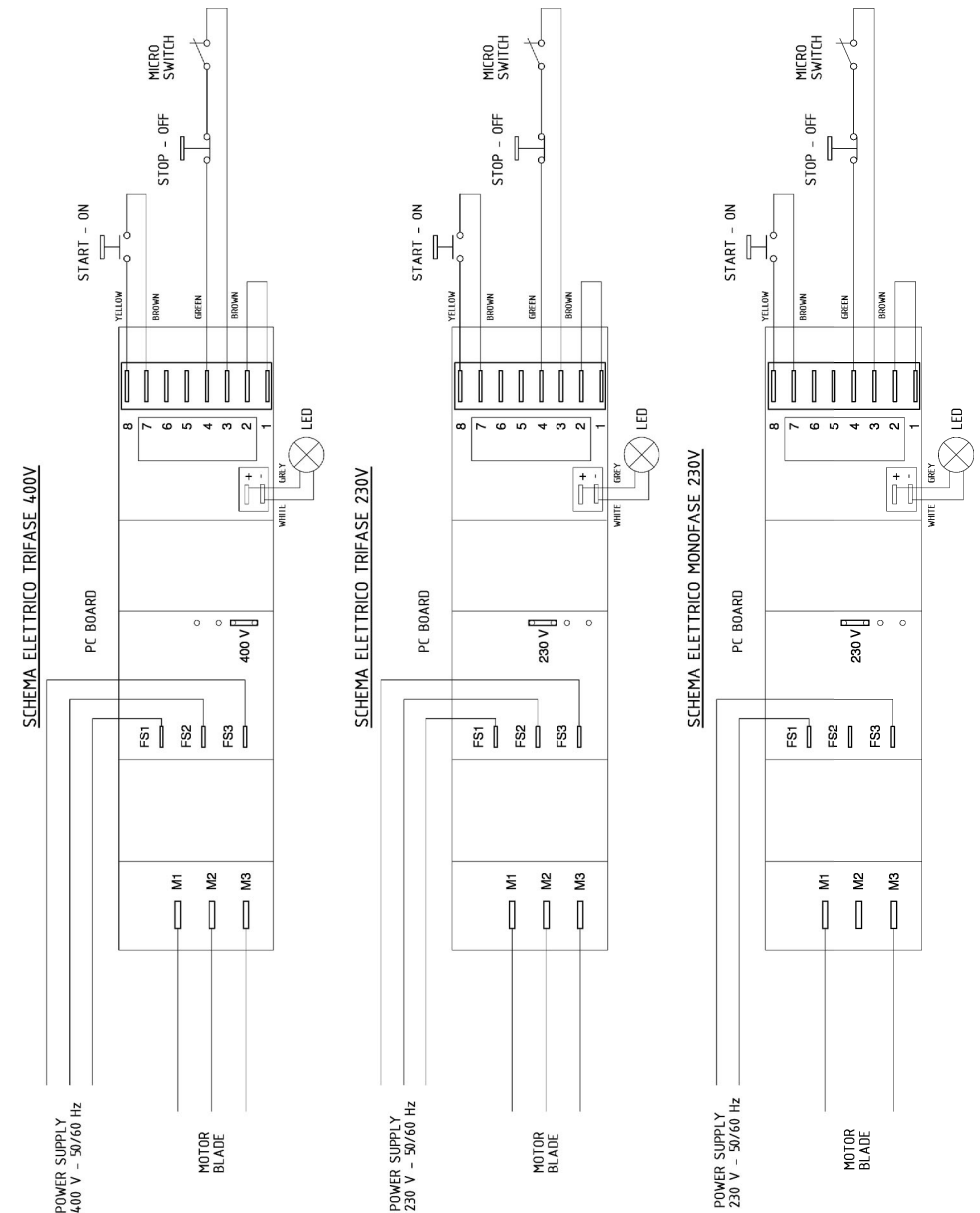 SCHEMA ELETTRICO TRIFASE 400V
POWER SUPPLY
400 V - 50/60 Hz
MOTOR
BLADE
M1
M2
M3
FS1
FS2
FS3
PC BOARD
400 V
WHITE
GREY
+
-
LED
8
7
6
5
4
3
2
1
YELLOW
BROWN
GREEN
BROWN
START - ON
STOP - OFF
MICRO
SWITCH
SCHEMA ELETTRICO TRIFASE 230V
POWER SUPPLY
230 V - 50/60 Hz
MOTOR
BLADE
M1
M2
M3
FS1
FS2
FS3
PC BOARD
230 V
WHITE
GREY
+
-
LED
8
7
6
5
4
3
2
1
YELLOW
BROWN
GREEN
BROWN
START - ON
STOP - OFF
MICRO
SWITCH
SCHEMA ELETTRICO MONOFASE 230V
POWER SUPPLY
230 V - 50/60 Hz
MOTOR
BLADE
M1
M2
M3
FS1
FS2
FS3
PC BOARD
230 V
WHITE
GREY
+
-
LED
8
7
6
5
4
3
2
1
YELLOW
BROWN
GREEN
BROWN
START - ON
STOP - OFF
MICRO
SWITCH